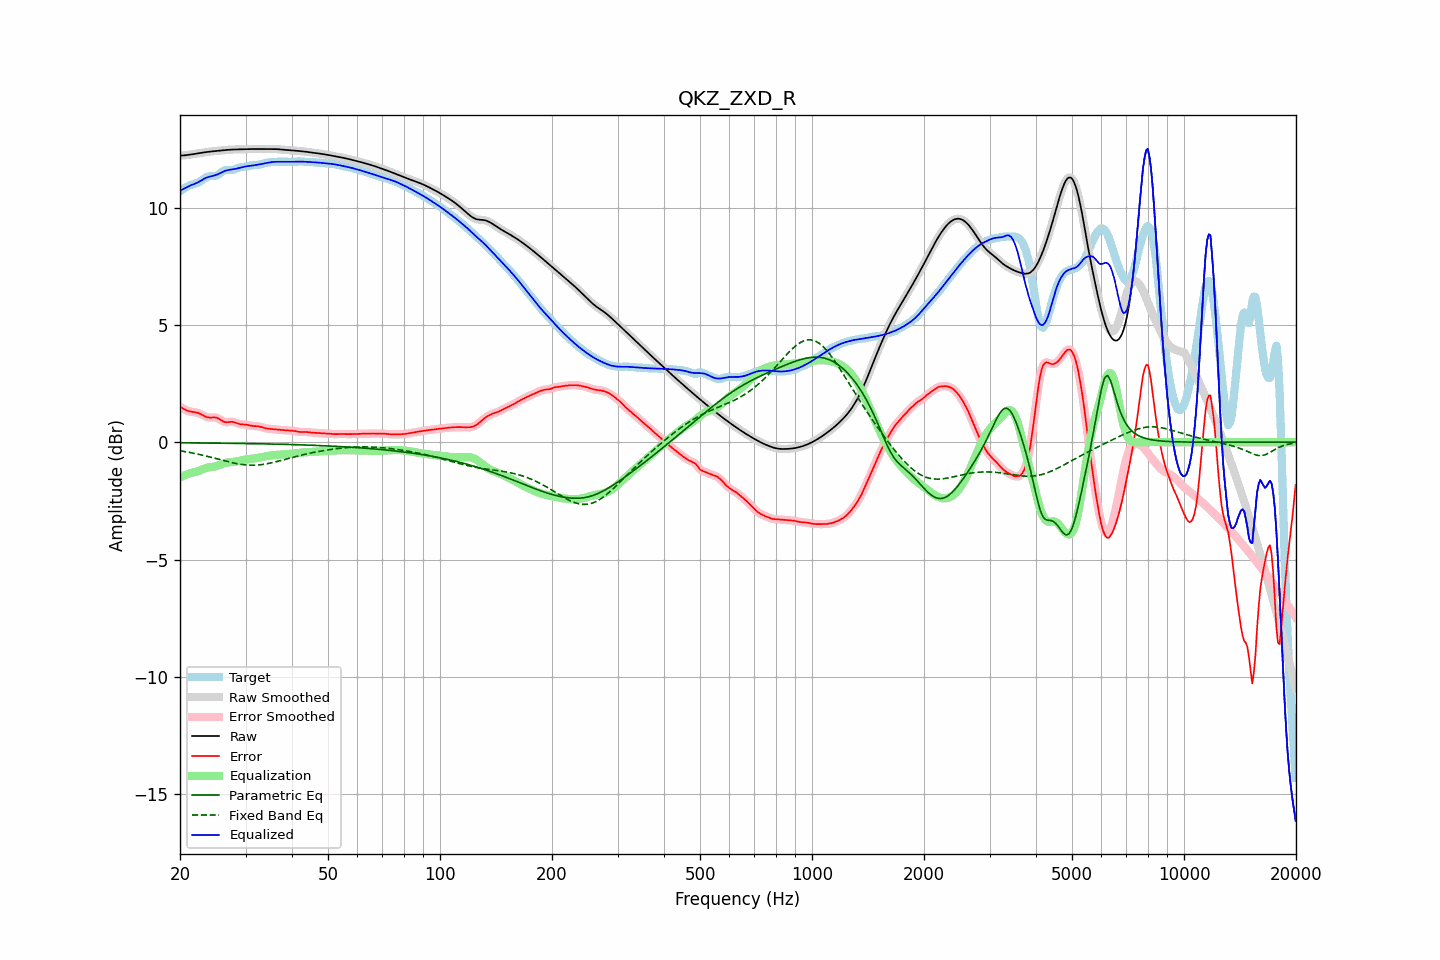 QKZ_ZXD_R
Amplitude (dBr)
10
5
0
−5
−10
−15
Target
Raw Smoothed
Error Smoothed
Raw
Error
Equalization
Parametric Eq
Fixed Band Eq
Equalized
20 50 100 200 500 1000 2000 5000 10000 20000
Frequency (Hz)